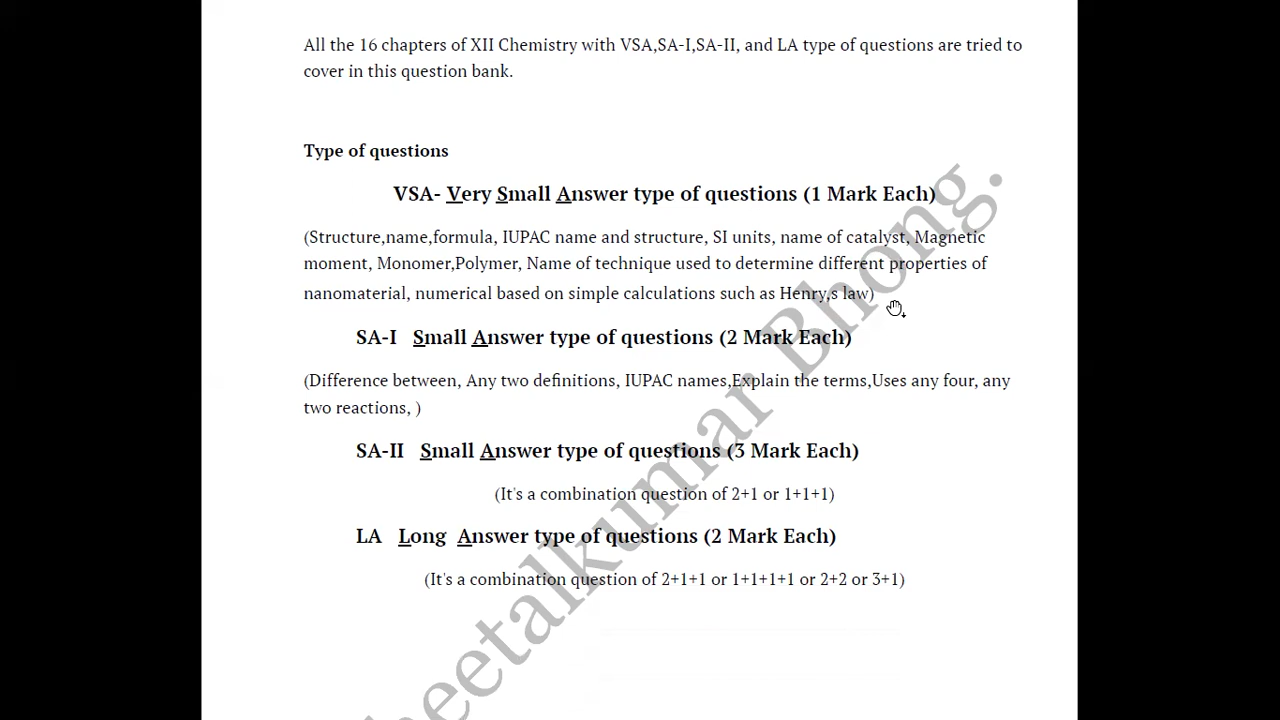 All the 16 chapters of XII Chemistry with VSA,SA-I,SA-II, and LA type of questions are tried to
cover in this question bank.
Type of questions
VSA- Very Small Answer type of questions (1 Mark Each)
(Structure,name,formula, IUPAC name and structure, SI units, name of catalyst, Magnetic
moment, Monomer,Polymer, Name of technique used to determine different properties of
nanomaterial, numerical based on simple calculations such as Henry,s law)
SA-I Small Answer type of questions (2 Mark Each)
(Difference between, Any two definitions, IUPAC names,Explain the terms,Uses any four, any
two reactions, )
SA-II Small Answer type of questions (3 Mark Each)
(It's a combination question of 2+1 or 1+1+1)
LA Long Answer type of questions (2 Mark Each)
(It's a combination question of 2+1+1 or 1+1+1+1 or 2+2 or 3+1)
heetalkumar Bhong.